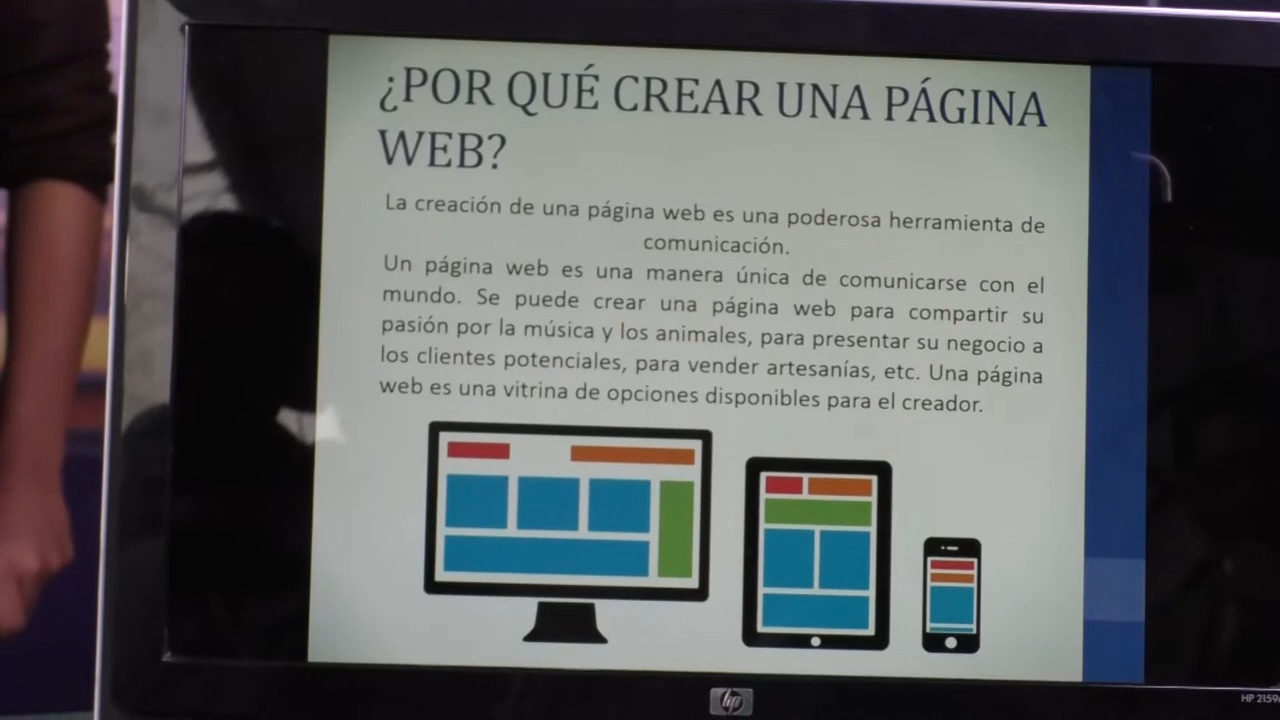 ¿POR QUÉ CREAR UNA PÁGINA
WEB?
La creación de una página web es una poderosa herramienta de
comunicación.
Un página web es una manera única de comunicarse con el
mundo. Se puede crear una página web para compartir su
pasión por la música y los animales, para presentar su negocio a
los clientes potenciales, para vender artesanías, etc. Una página
web es una vitrina de opciones disponibles para el creador.
hp
HP 2159